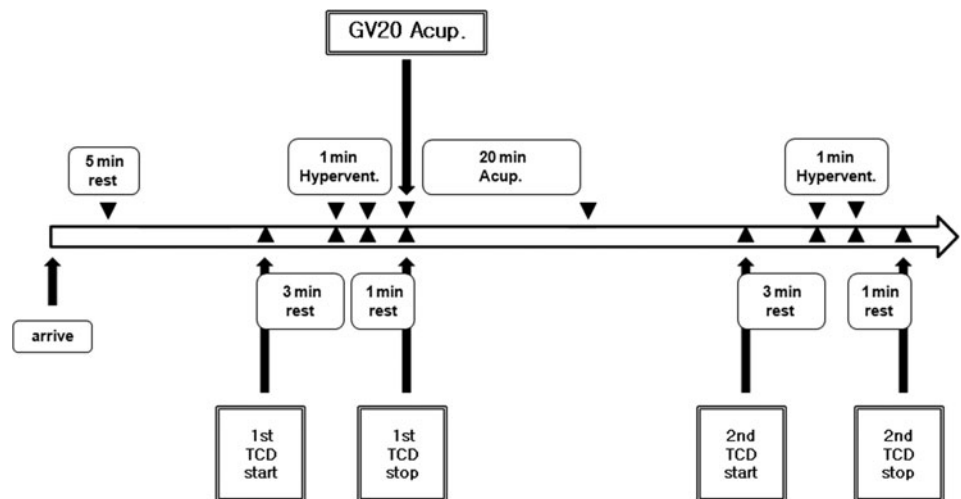 GV20 Acup.
5 min
rest
1 min
Hypervent.
20 min
Acup.
1 min
Hypervent.
arrive
3 min
rest
1 min
rest
3 min
rest
1 min
rest
1st
TCD
start
1st
TCD
stop
2nd
TCD
start
2nd
TCD
stop